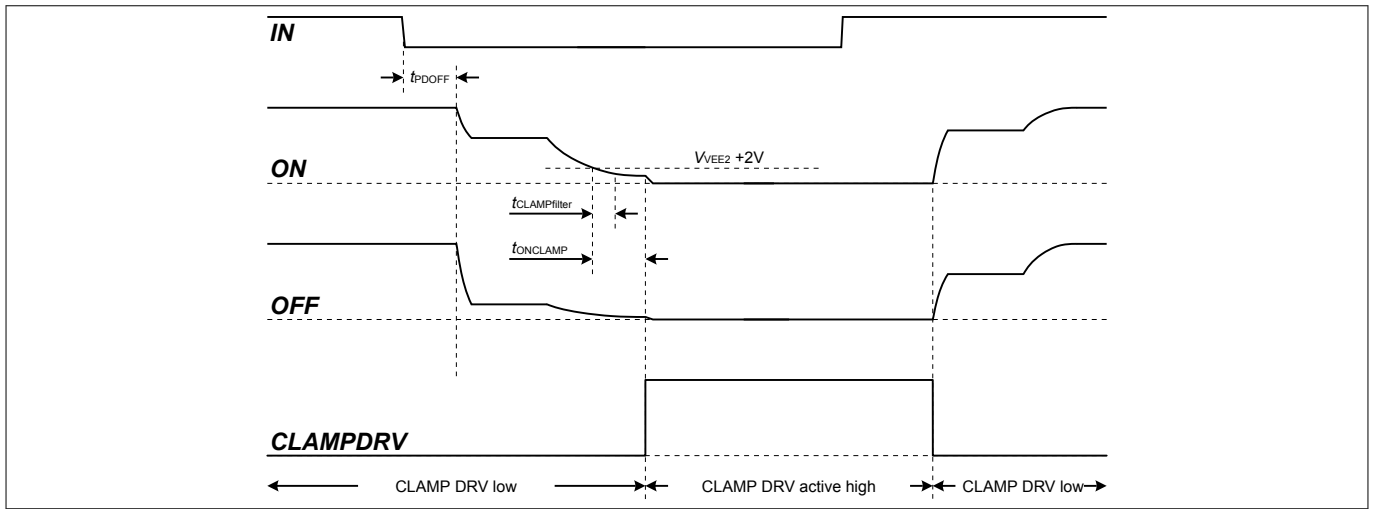 IN
tPDOFF
VVEE2 +2V
ON
tCLAMPfilter
tONCLAMP
OFF
CLAMPDRV
CLAMP DRV low
CLAMP DRV active high
CLAMP DRV low